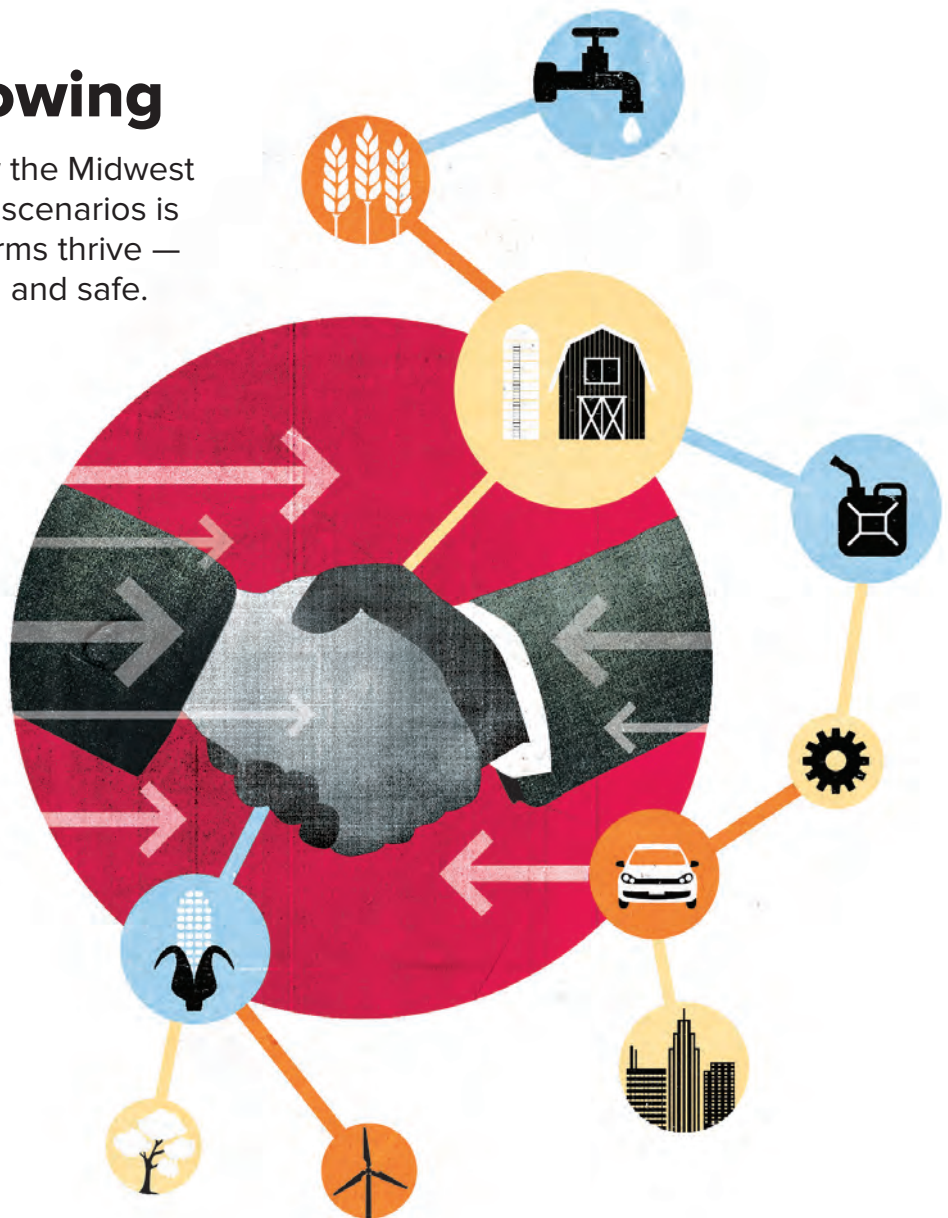 owing
the Midwest
scenarios is
rms thrive —
and safe.